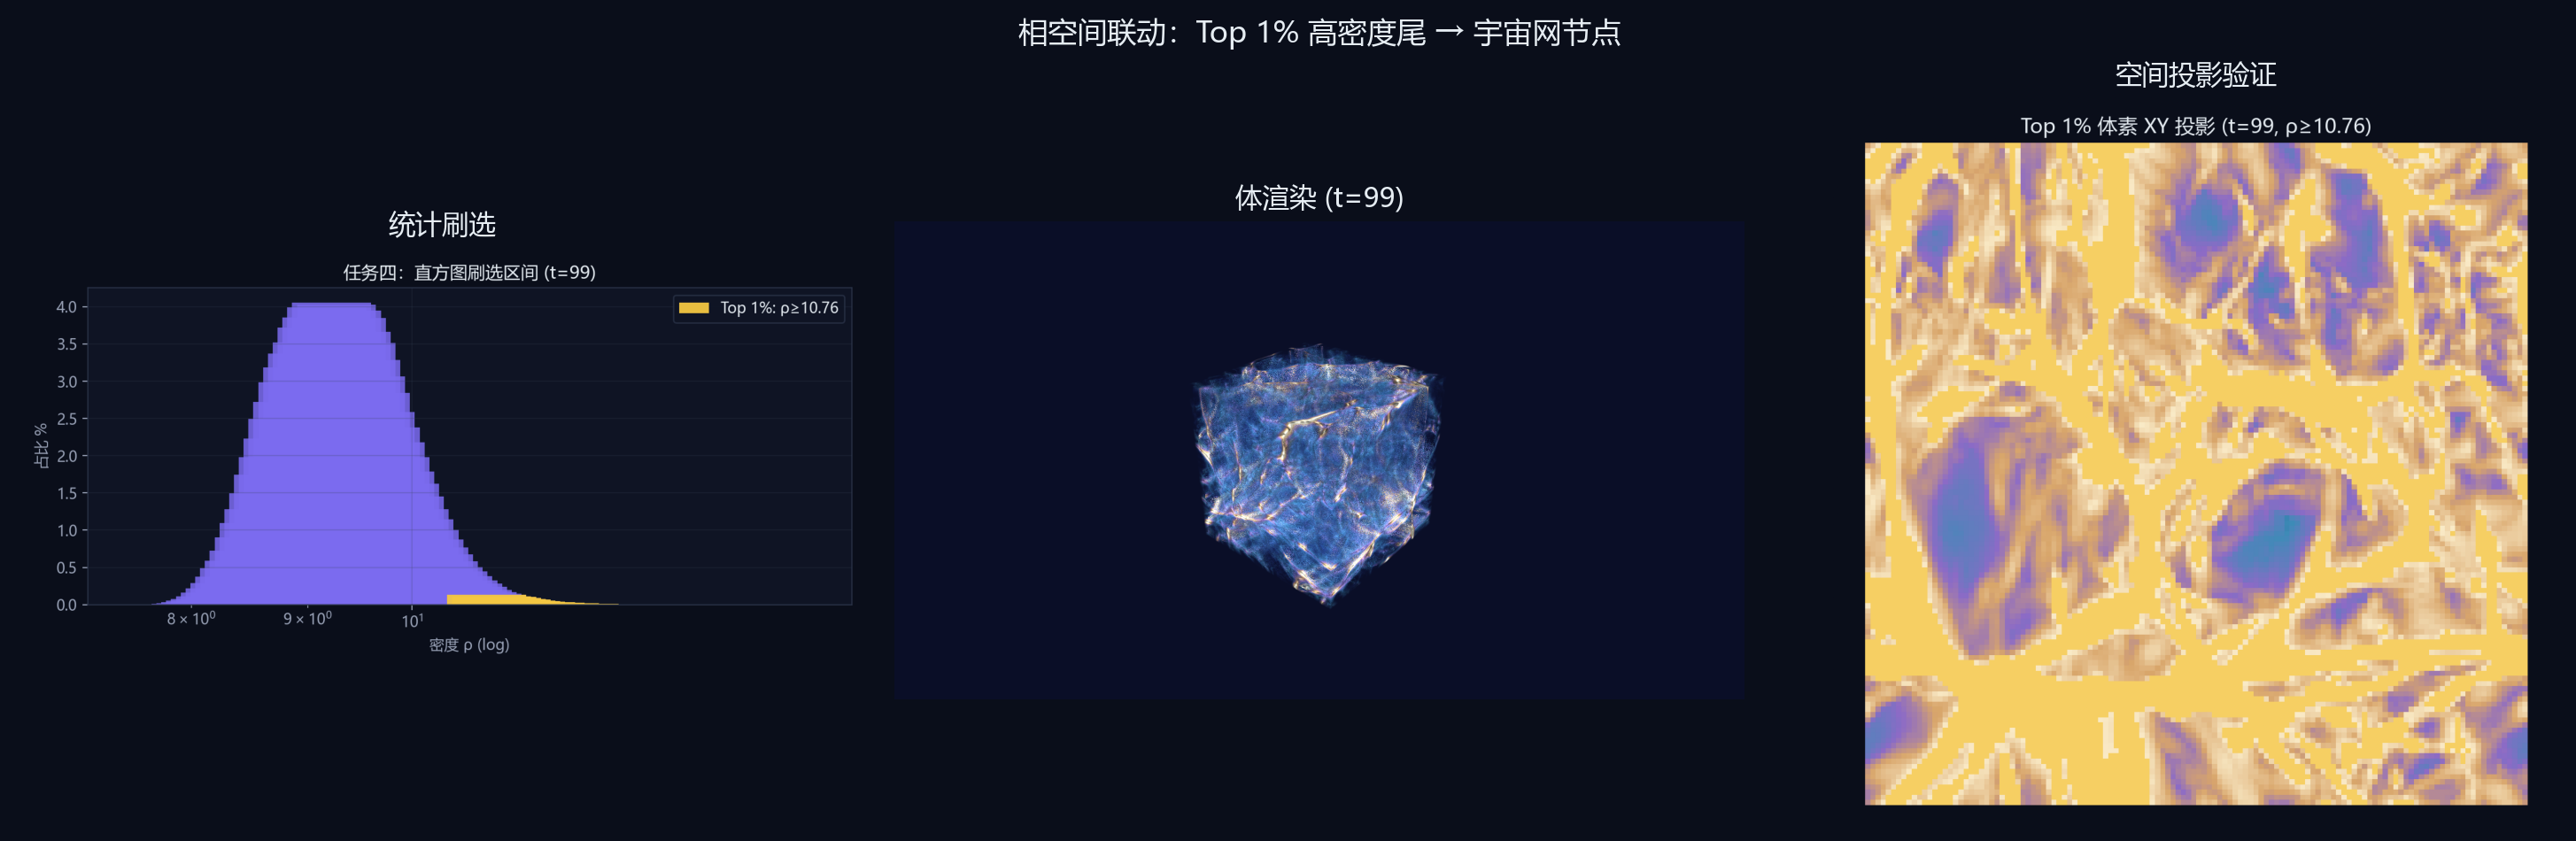 相空间联动：Top 1% 高密度尾 → 宇宙网节点
统计刷选
任务四：直方图刷选区间 (t=99)
Top 1%: ρ≥10.76
占比 %
4.0
3.5
3.0
2.5
2.0
1.5
1.0
0.5
0.0
8 × 10⁰
9 × 10⁰
10¹
密度 ρ (log)
体渲染 (t=99)
空间投影验证
Top 1% 体素 XY 投影 (t=99, ρ≥10.76)